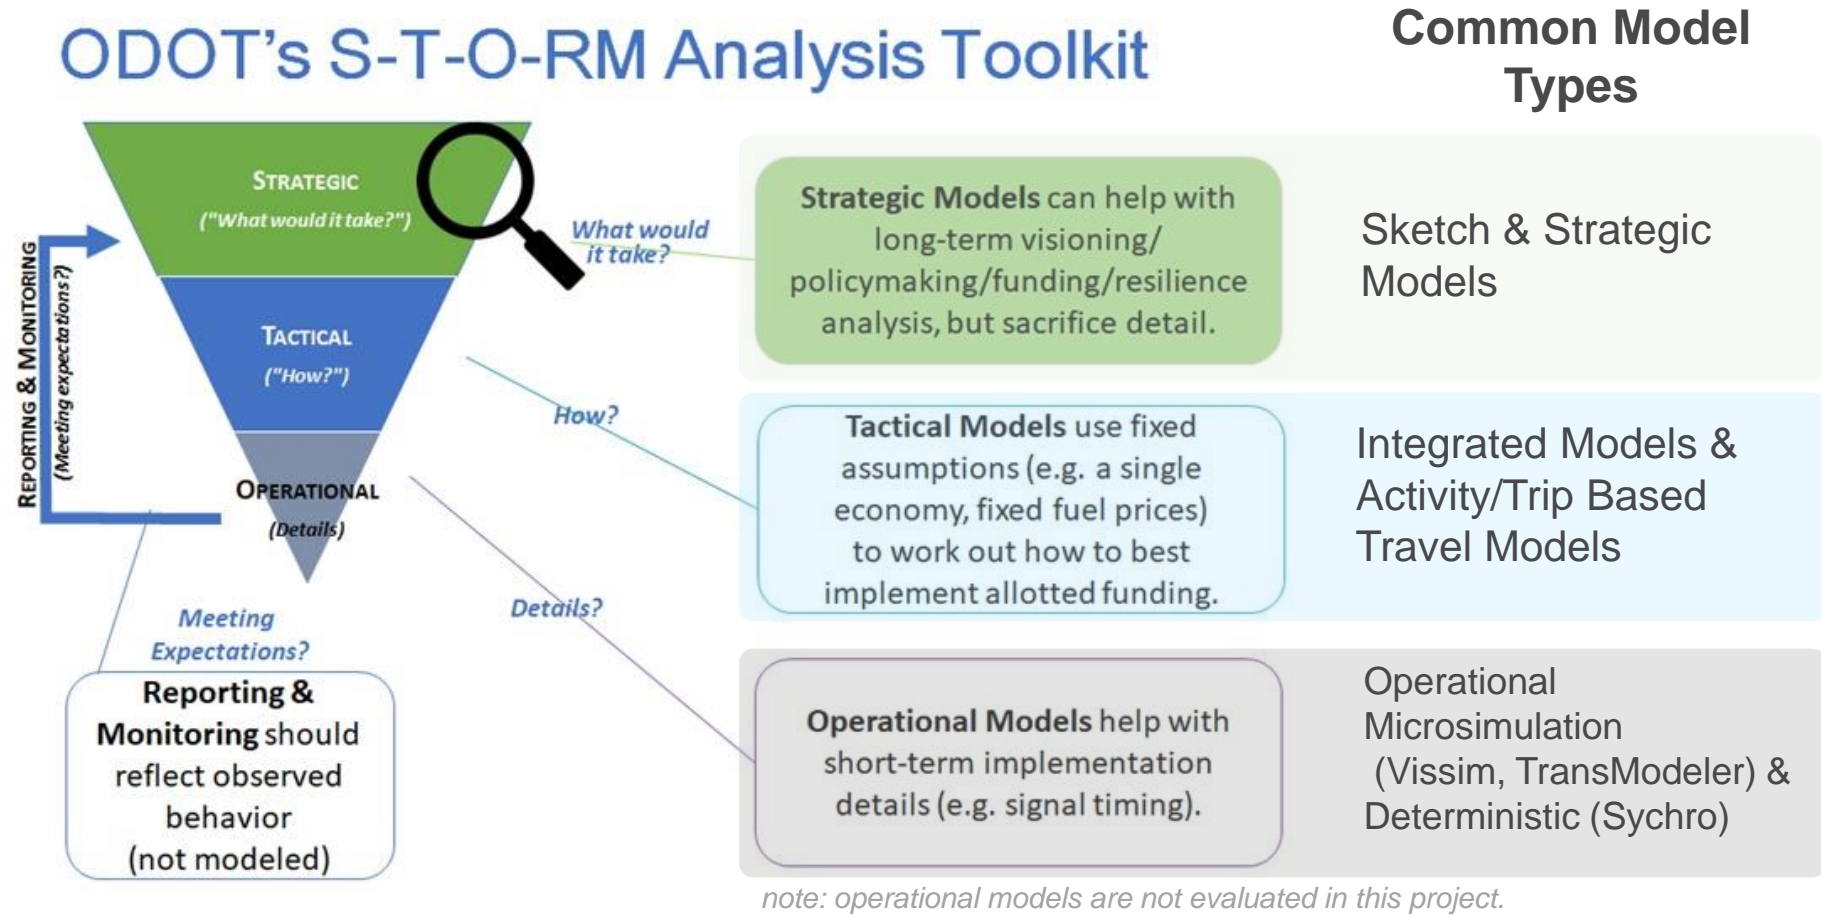 ODOT's S-T-O-RM Analysis Toolkit
Common Model
Types
STRATEGIC
("What would it take?")
TACTICAL
("How?")
OPERATIONAL
(Details)
REPORTING & MONITORING
(Meeting expectations?)
What would
it take?
How?
Details?
Meeting
Expectations?
Reporting &
Monitoring should
reflect observed
behavior
(not modeled)
Strategic Models can help with
long-term visioning/
policymaking/funding/resilience
analysis, but sacrifice detail.
Sketch & Strategic
Models
Tactical Models use fixed
assumptions (e.g. a single
economy, fixed fuel prices)
to work out how to best
implement allotted funding.
Integrated Models &
Activity/Trip Based
Travel Models
Operational Models help with
short-term implementation
details (e.g. signal timing).
Operational
Microsimulation
(Vissim, TransModeler) &
Deterministic (Sychro)
note: operational models are not evaluated in this project.